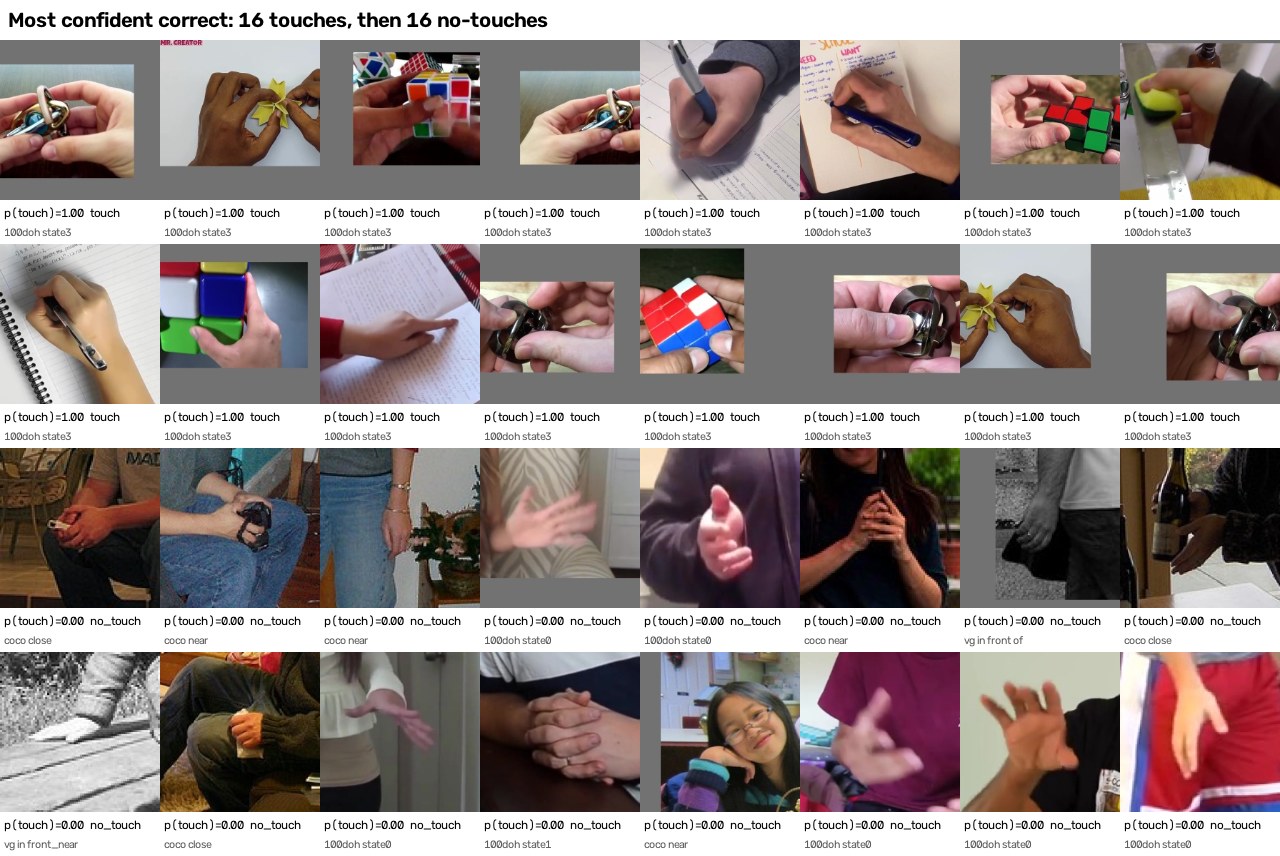 Most confident correct: 16 touches, then 16 no-touches
MR. CREATOR
SCHOOL
NEED
WANT
p(touch)=1.00 touch p(touch)=1.00 touch p(touch)=1.00 touch p(touch)=1.00 touch p(touch)=1.00 touch p(touch)=1.00 touch p(touch)=1.00 touch p(touch)=1.00 touch
100doh state3 100doh state3 100doh state3 100doh state3 100doh state3 100doh state3 100doh state3 100doh state3
p(touch)=1.00 touch p(touch)=1.00 touch p(touch)=1.00 touch p(touch)=1.00 touch p(touch)=1.00 touch p(touch)=1.00 touch p(touch)=1.00 touch p(touch)=1.00 touch
100doh state3 100doh state3 100doh state3 100doh state3 100doh state3 100doh state3 100doh state3 100doh state3
MAD
p(touch)=0.00 no_touch p(touch)=0.00 no_touch p(touch)=0.00 no_touch p(touch)=0.00 no_touch p(touch)=0.00 no_touch p(touch)=0.00 no_touch p(touch)=0.00 no_touch p(touch)=0.00 no_touch
coco close coco near coco near 100doh state0 100doh state0 coco near vg in front of coco close
p(touch)=0.00 no_touch p(touch)=0.00 no_touch p(touch)=0.00 no_touch p(touch)=0.00 no_touch p(touch)=0.00 no_touch p(touch)=0.00 no_touch p(touch)=0.00 no_touch p(touch)=0.00 no_touch
vg in front_near coco close 100doh state0 100doh state1 coco near 100doh state0 100doh state0 100doh state0